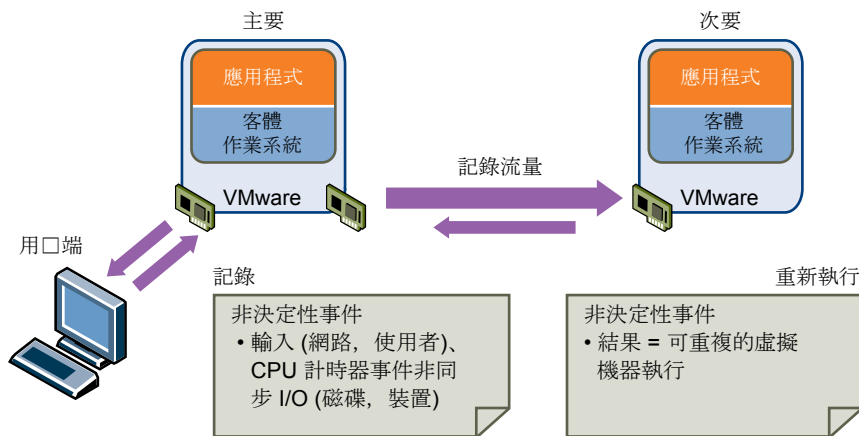 主要
次要
應用程式
客體
作業系統
VMware
應用程式
客體
作業系統
VMware
記錄流量
用□端
記錄
重新執行
非決定性事件
• 輸入 (網路，使用者)、
CPU 計時器事件非同
步 I/O (磁碟，裝置)
非決定性事件
• 結果 = 可重複的虛擬
機器執行